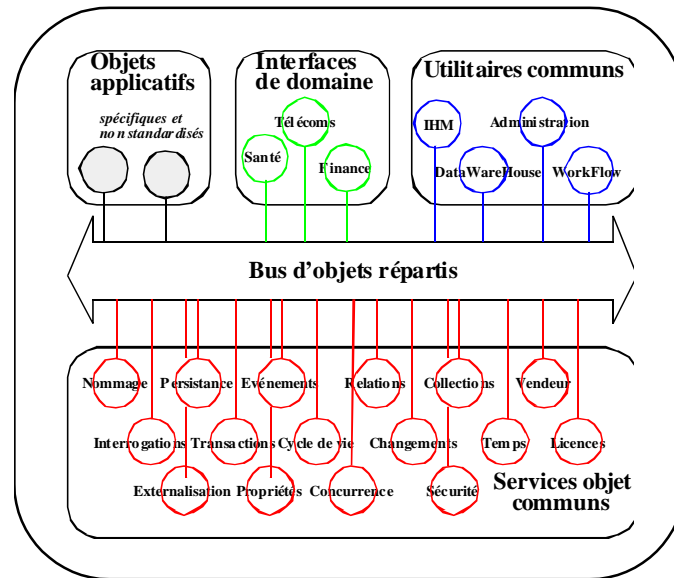 Objets
applicatifs
spécifiques et
non standardisés
Interfaces
de domaine
Télécoms
Santé
Finance
Utilitaires communs
IHM
Administration
DataWareHouse
WorkFlow
Bus d'objets répartis
Nommage
Persistance
Evénements
Relations
Collections
Vendeur
Interrogations
Transactions
Cycle de vie
Changements
Temps
Licences
Externalisation
Propriétés
Concurrence
Sécurité
Services objet
communs